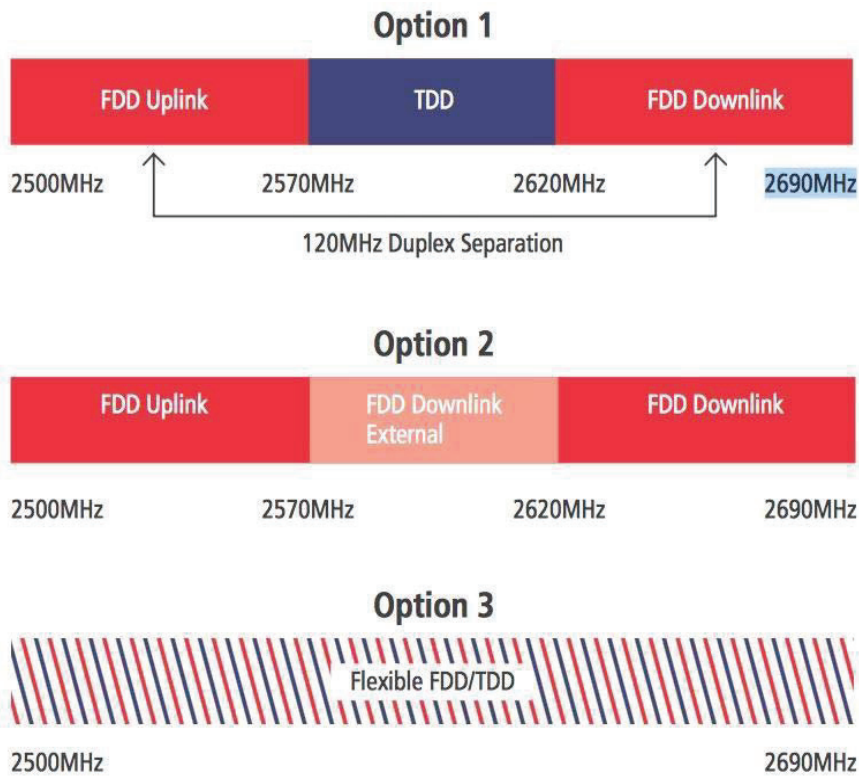 Option 1
FDD Uplink TDD FDD Downlink
2500MHz 2570MHz 2620MHz 2690MHz
120MHz Duplex Separation
Option 2
FDD Uplink FDD Downlink External FDD Downlink
2500MHz 2570MHz 2620MHz 2690MHz
Option 3
Flexible FDD/TDD
2500MHz 2690MHz